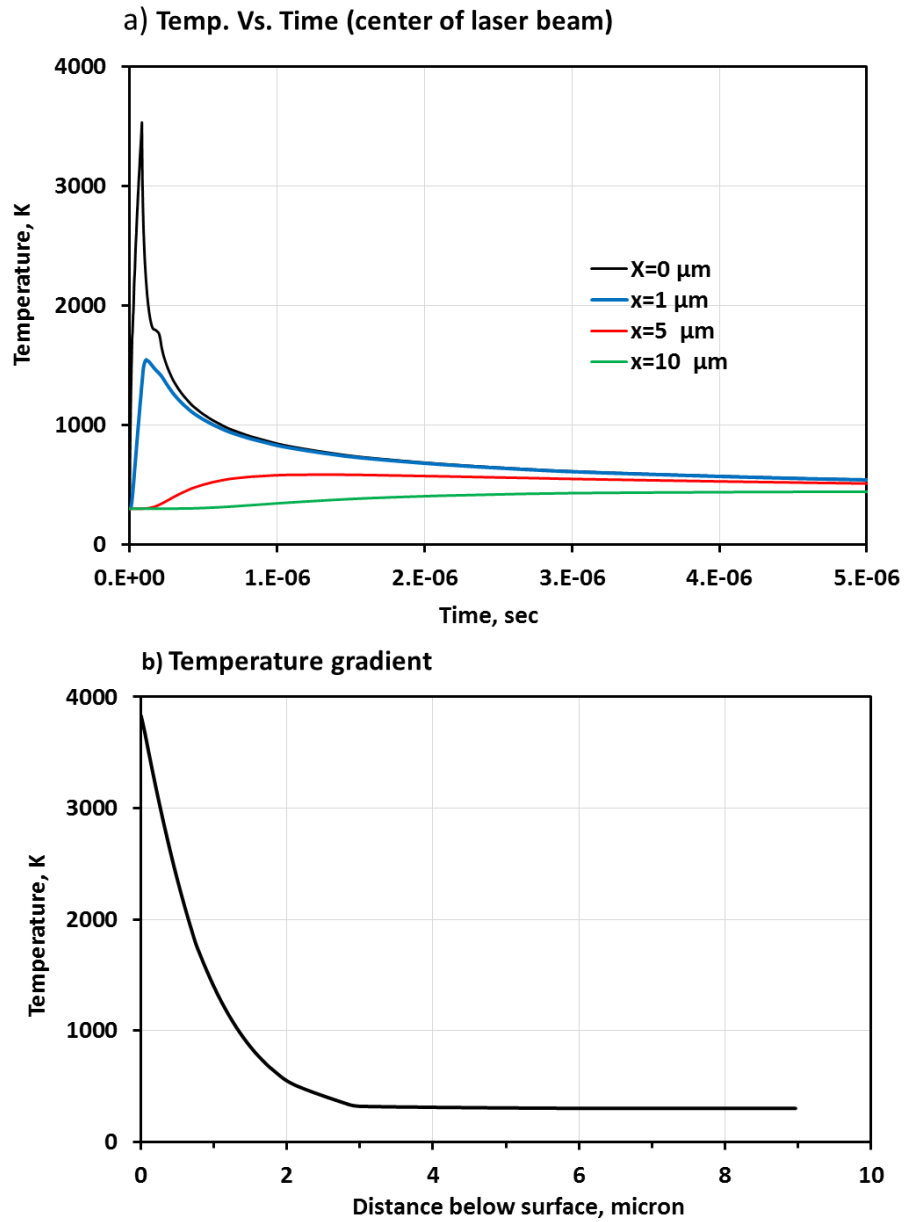 a) Temp. Vs. Time (center of laser beam)
4000
3000
2000
1000
0
Temperature, K
X=0 μm
x=1 μm
x=5 μm
x=10 μm
0.E+00 1.E-06 2.E-06 3.E-06 4.E-06 5.E-06
Time, sec
b) Temperature gradient
4000
3000
2000
1000
0
Temperature, K
0 2 4 6 8 10
Distance below surface, micron